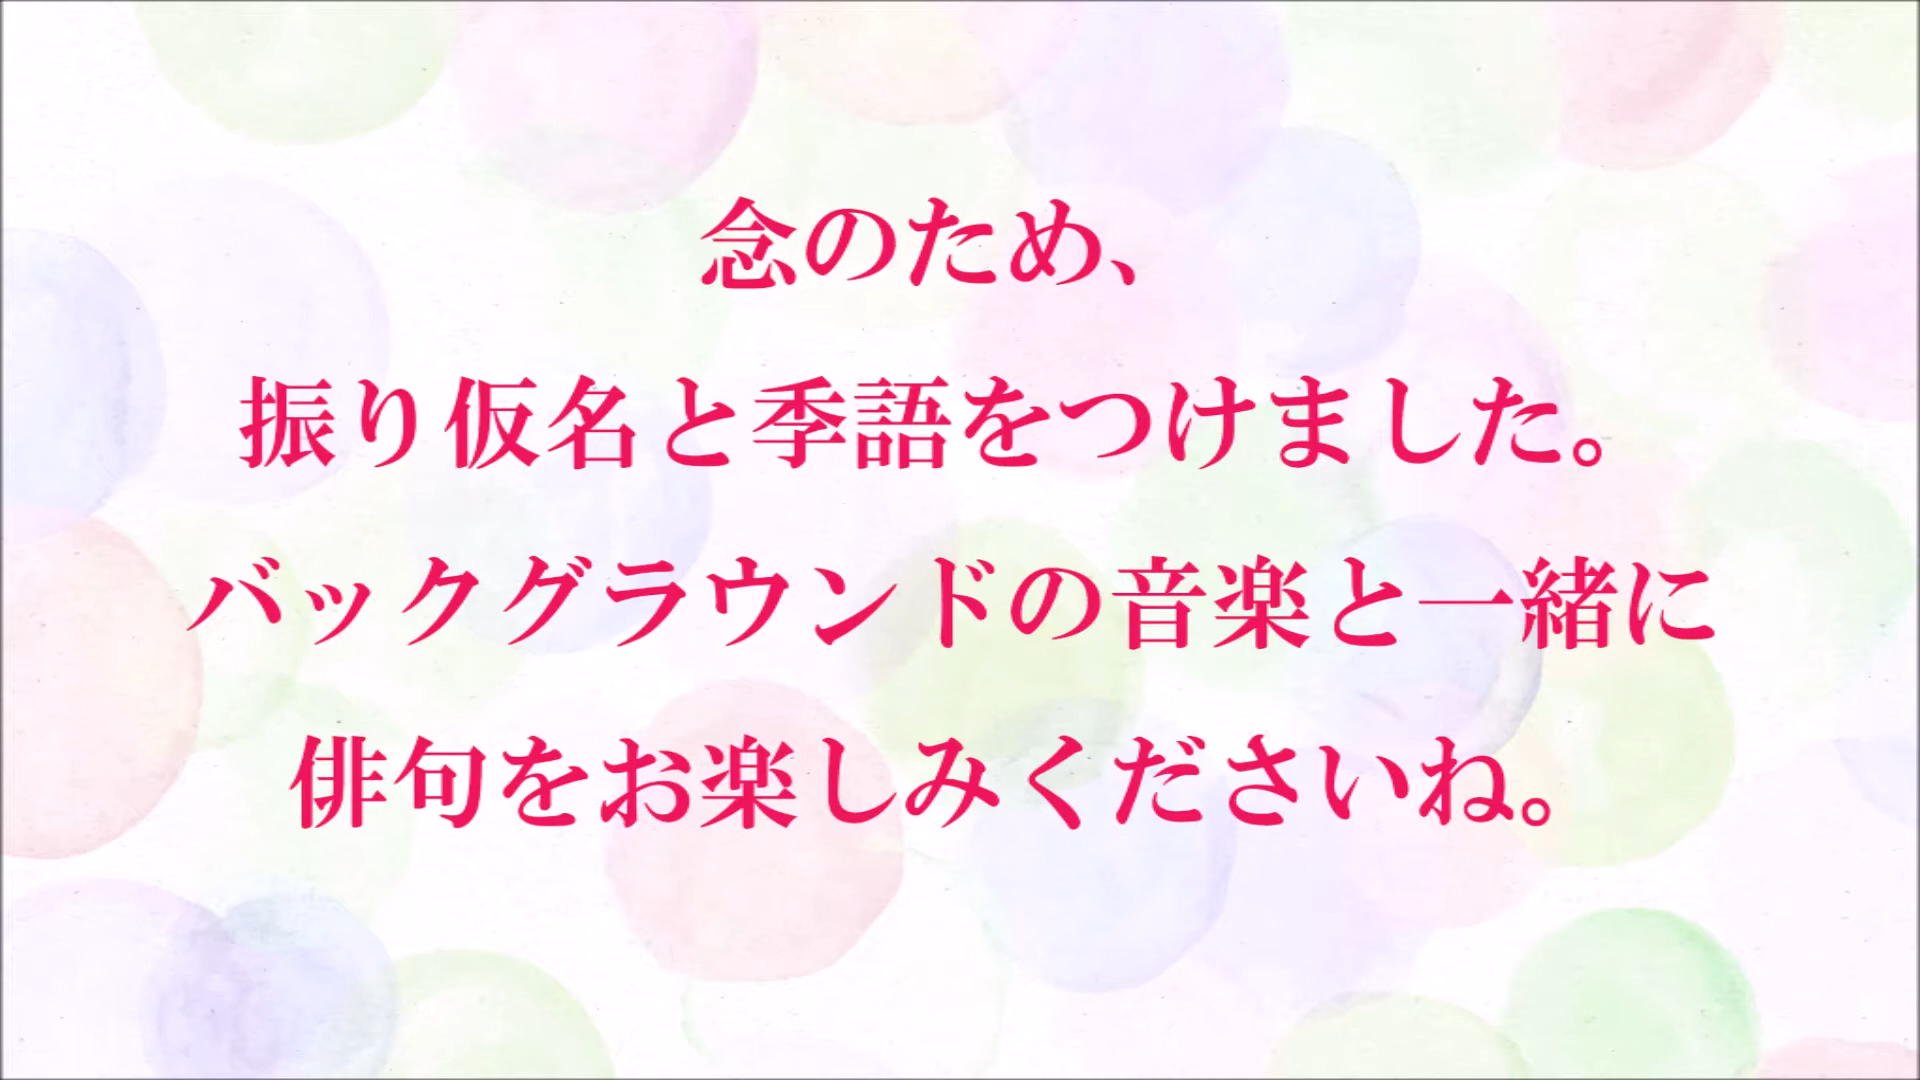 念のため、
振り仮名と季語をつけました。
バックグラウンドの音楽と一緒に
俳句をお楽しみくださいね。